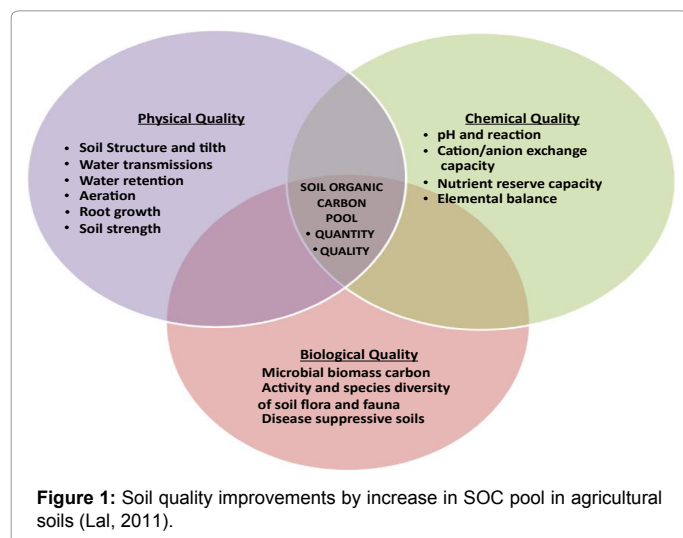 Physical Quality
• Soil Structure and tilth
• Water transmissions
• Water retention
• Aeration
• Root growth
• Soil strength
Chemical Quality
• pH and reaction
• Cation/anion exchange
capacity
• Nutrient reserve capacity
• Elemental balance
SOIL ORGANIC
CARBON
POOL
• QUANTITY
• QUALITY
Biological Quality
Microbial biomass carbon
Activity and species diversity
of soil flora and fauna
Disease suppressive soils
Figure 1: Soil quality improvements by increase in SOC pool in agricultural
soils (Lal, 2011).